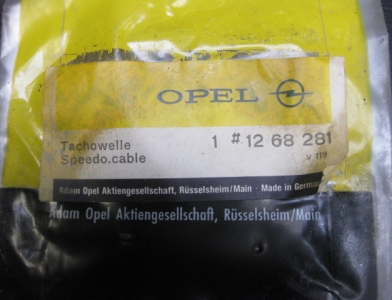 OPEL
Tachowelle 1 # 12 68 281
Speedo.cable v 119
Adam Opel Aktiengesellschaft, Rüsselsheim/Main · Made in Germany
Adam Opel Aktiengesellschaft, Rüsselsheim/Main